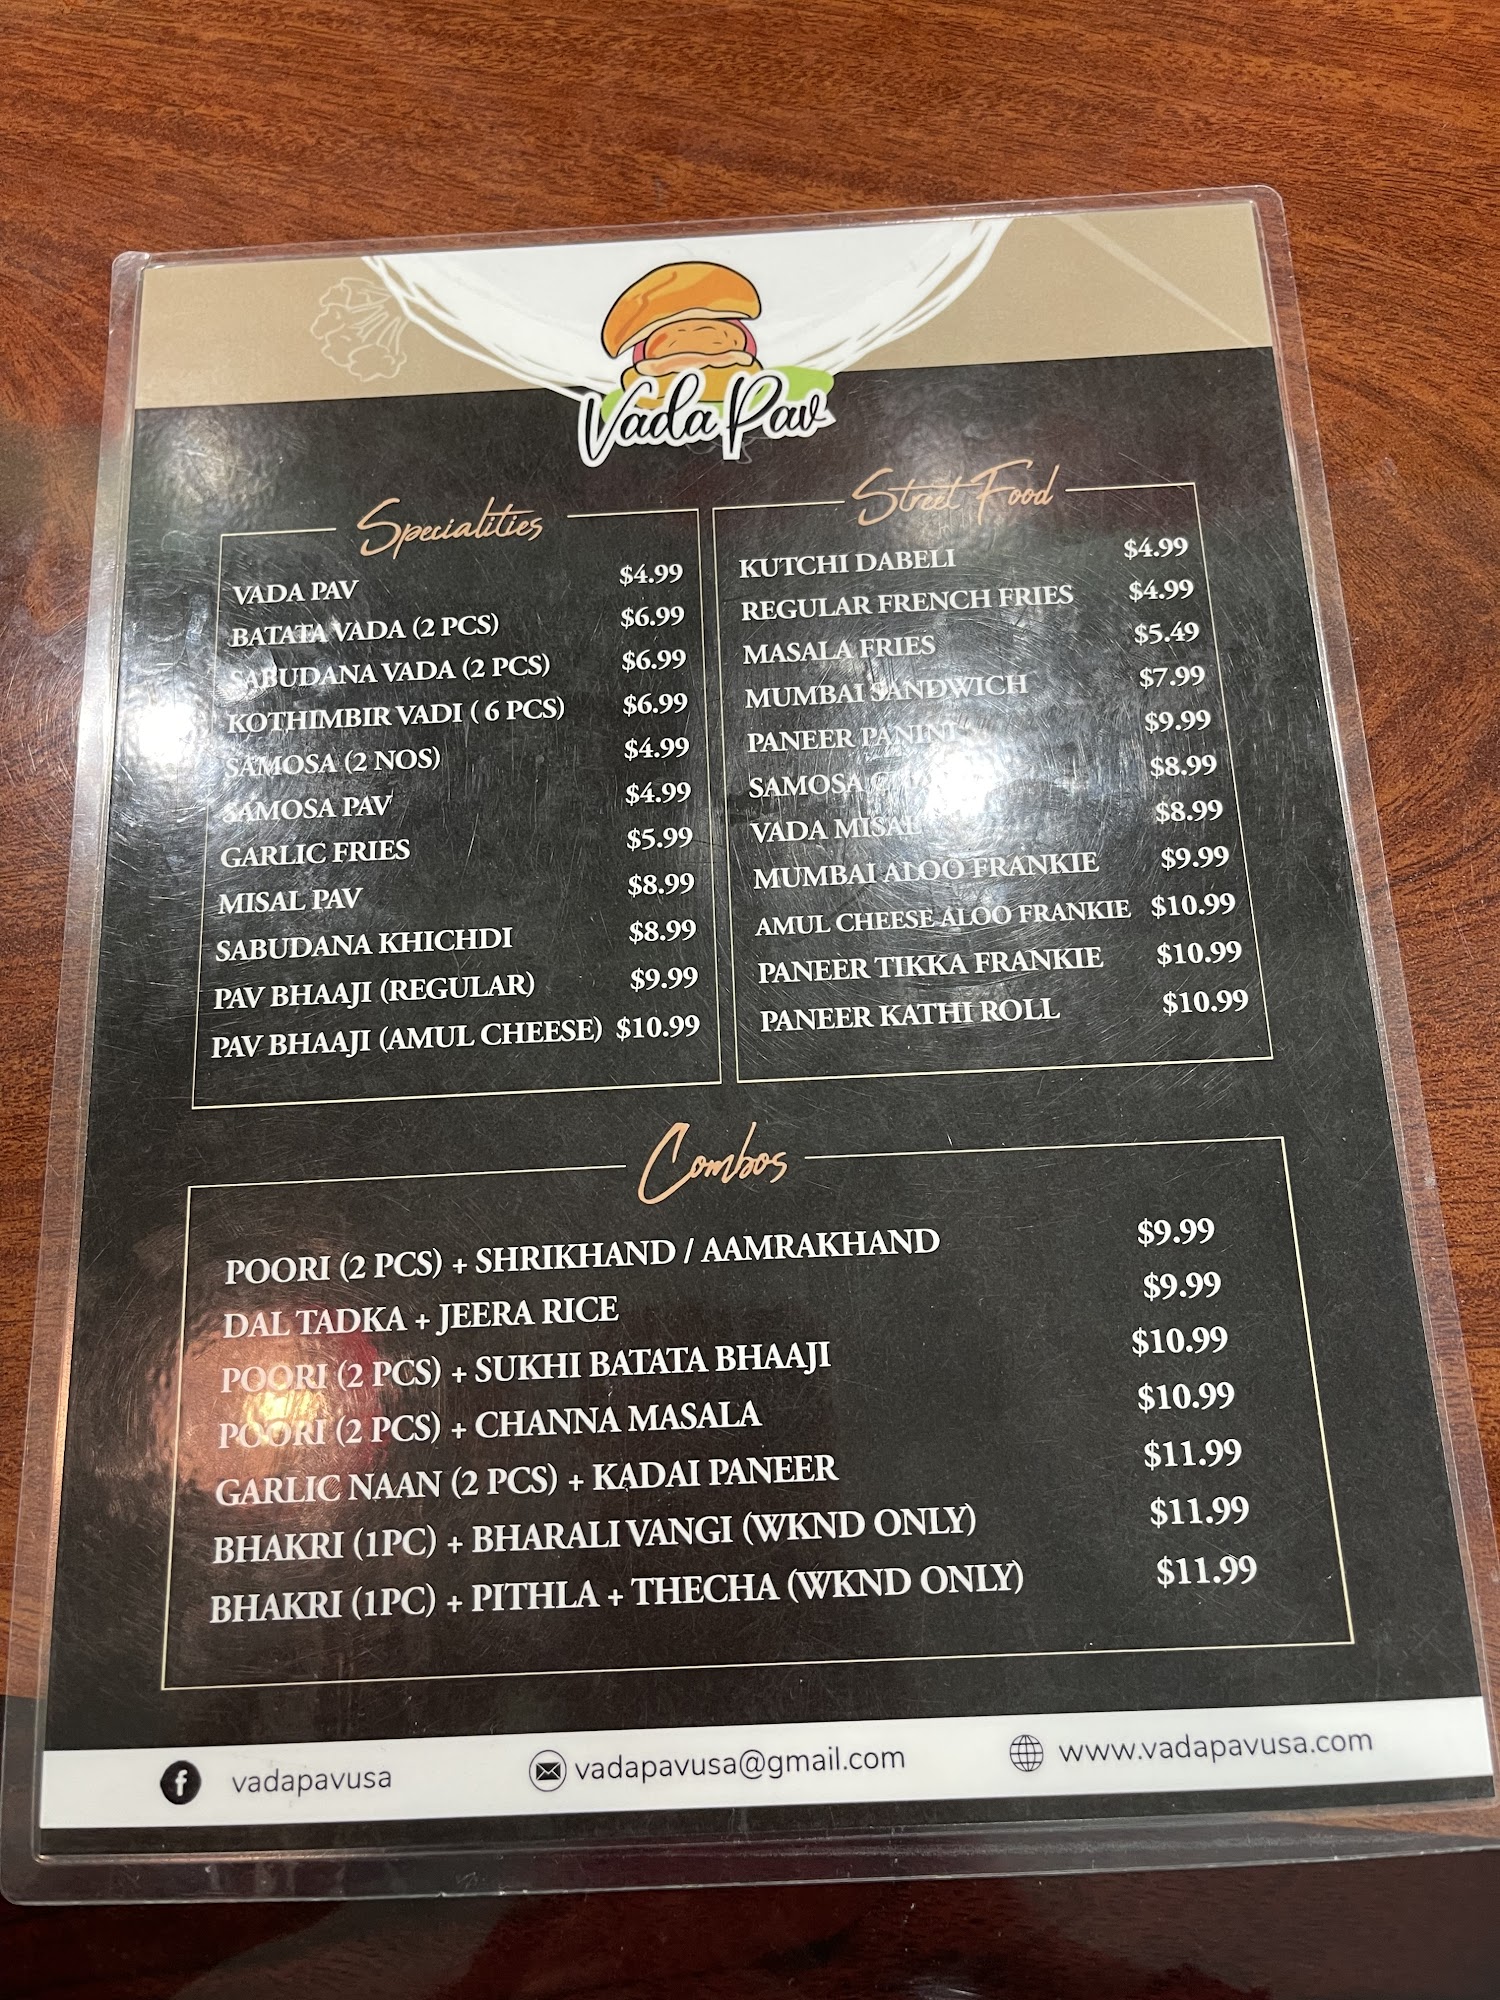 Vada Pav
Specialities
VADA PAV $4.99
BATATA VADA (2 PCS) $6.99
SABUDANA VADA (2 PCS) $6.99
KOTHIMBIR VADI ( 6 PCS) $6.99
SAMOSA (2 NOS) $4.99
SAMOSA PAV $4.99
GARLIC FRIES $5.99
MISAL PAV $8.99
SABUDANA KHICHDI $8.99
PAV BHAAJI (REGULAR) $9.99
PAV BHAAJI (AMUL CHEESE) $10.99
Street Food
KUTCHI DABELI $4.99
REGULAR FRENCH FRIES $4.99
MASALA FRIES $5.49
MUMBAI SANDWICH $7.99
PANEER PANINI $9.99
SAMOSA $8.99
VADA MISAL $8.99
MUMBAI ALOO FRANKIE $9.99
AMUL CHEESE ALOO FRANKIE $10.99
PANEER TIKKA FRANKIE $10.99
PANEER KATHI ROLL $10.99
Combos
POORI (2 PCS) + SHRIKHAND / AAMRAKHAND $9.99
DAL TADKA + JEERA RICE $9.99
POORI (2 PCS) + SUKHI BATATA BHAAJI $10.99
POORI (2 PCS) + CHANNA MASALA $10.99
GARLIC NAAN (2 PCS) + KADAI PANEER $11.99
BHAKRI (1PC) + BHARALI VANGI (WKND ONLY) $11.99
BHAKRI (1PC) + PITHLA + THECHA (WKND ONLY) $11.99
f vadapavusa vadapavusa@gmail.com www.vadapavusa.com